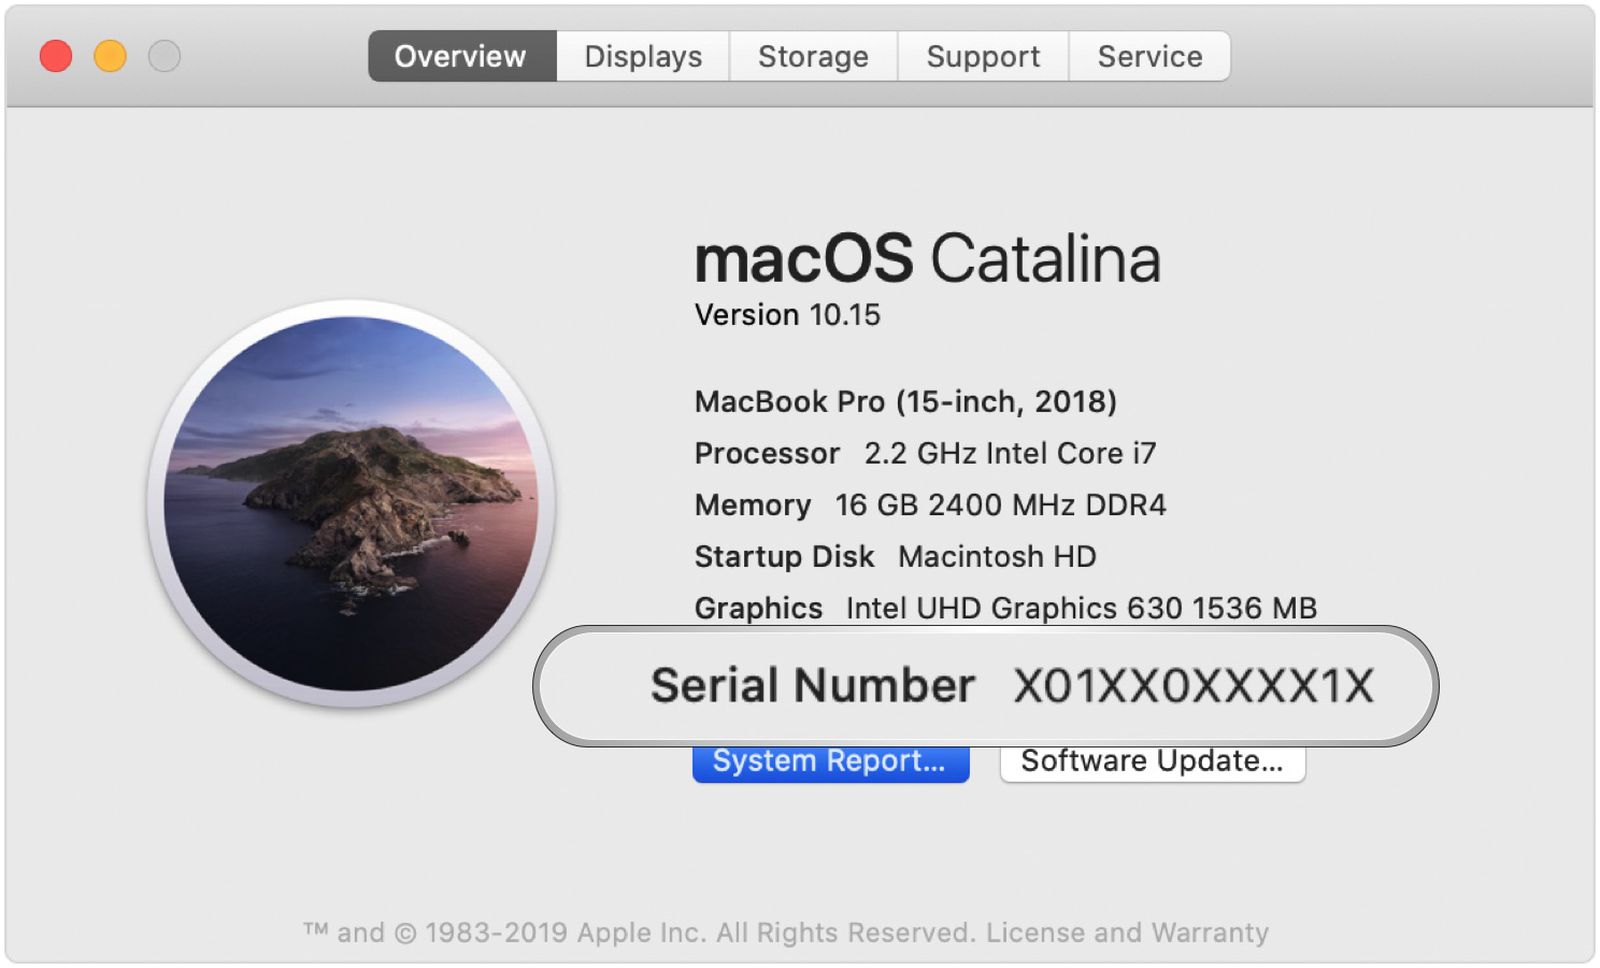 Overview Displays Storage Support Service
macOS Catalina
Version 10.15
MacBook Pro (15-inch, 2018)
Processor 2.2 GHz Intel Core i7
Memory 16 GB 2400 MHz DDR4
Startup Disk Macintosh HD
Graphics Intel UHD Graphics 630 1536 MB
Serial Number X01XX0XXXX1X
System Report... Software Update...
™ and © 1983-2019 Apple Inc. All Rights Reserved. License and Warranty